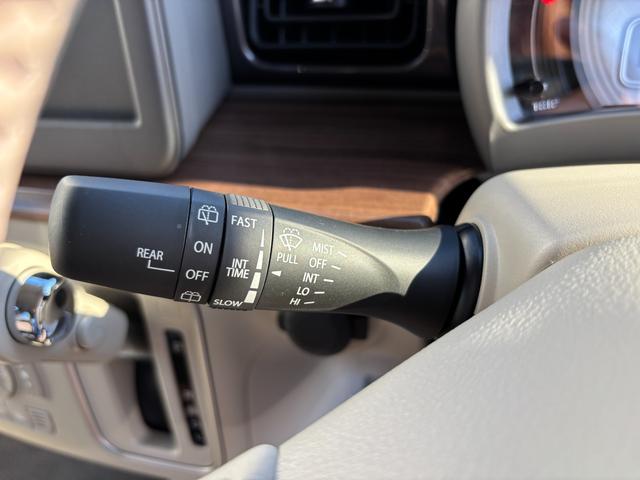 REAR
ON
OFF
FAST
INT
TIME
SLOW
PULL
MIST
OFF
INT
LO
HI